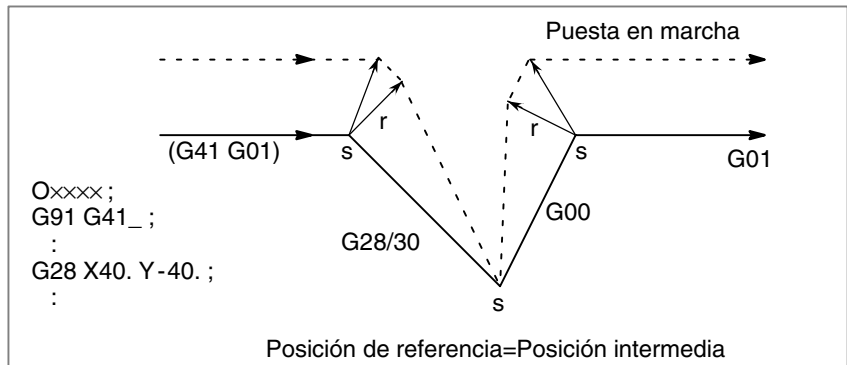 Puesta en marcha
r
r
(G41 G01)
s
s
G01
O×××× ;
G91 G41_ ;
:
G28 X40. Y-40. ;
:
G28/30
G00
s
Posición de referencia=Posición intermedia